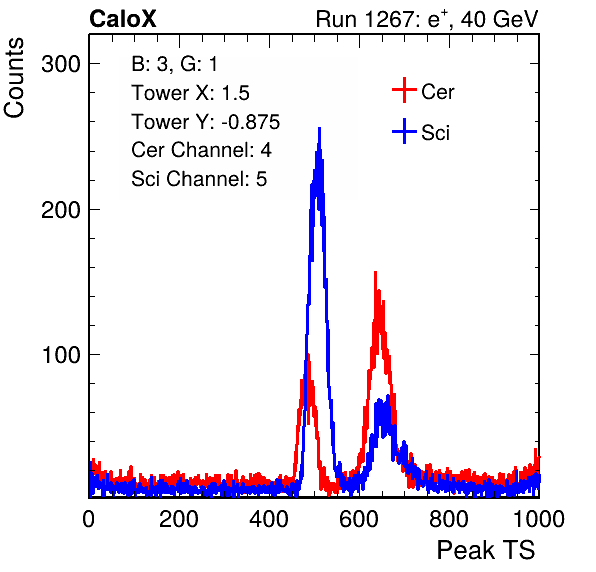 CaloX Run 1267: e⁺, 40 GeV
B: 3, G: 1
Tower X: 1.5
Tower Y: -0.875
Cer Channel: 4
Sci Channel: 5
Cer
Sci
Counts
300
200
100
0 200 400 600 800 1000
Peak TS